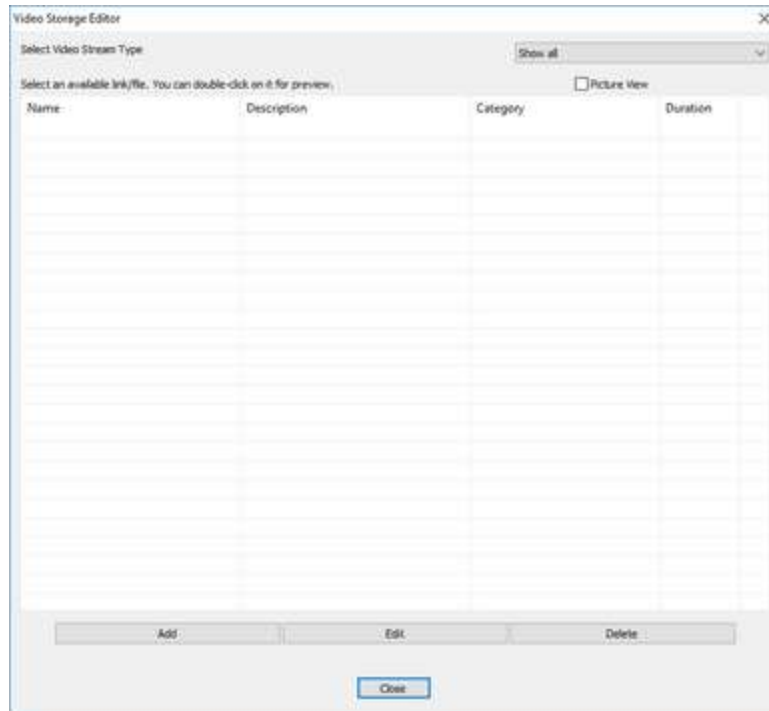 Video Storage Editor
Select Video Stream Type
Show all
Select an available link/file. You can double-click on it for preview.
Picture View
Name Description Category Duration
Add Edit Delete
Close